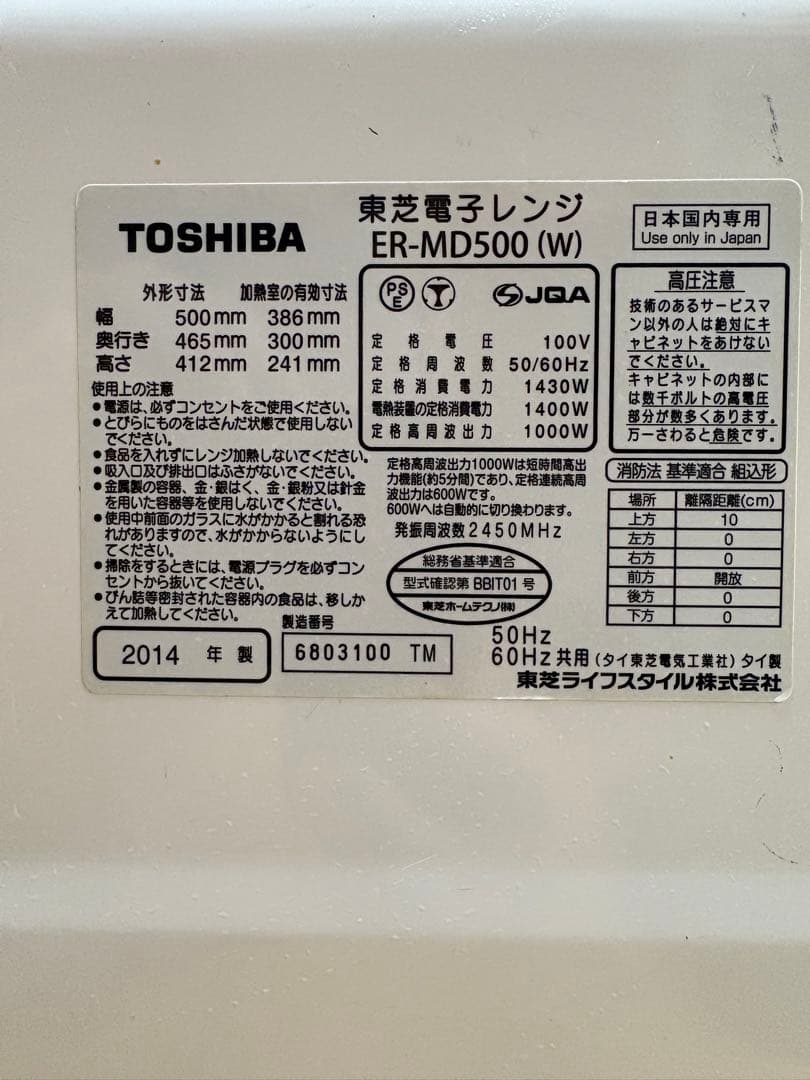 TOSHIBA
東芝電子レンジ
ER-MD500 (W)
日本国内専用
Use only in Japan
外形寸法 加熱室の有効寸法
幅 500mm 386mm
奥行き 465mm 300mm
高さ 412mm 241mm
使用上の注意
●電源は、必ずコンセントをご使用ください。
●とびらにものをはさんだ状態で使用しない
でください。
●食品を入れずにレンジ加熱しないでください。
●吸入口及び排出口はふさがないでください。
●金属製の容器、金・銀はく、金・銀粉又は針金
を用いた容器等を使用しないでください。
●使用中前面のガラスに水がかかると割れる恐
れがありますので、水がかからないようにし
てください。
●掃除をするときには、電源プラグを必ずコン
セントから抜いてください。
●びん詰等密封された容器内の食品は、移しか
えて加熱してください。
PS
E
JQA
定格電圧 100V
定格周波数 50/60Hz
定格消費電力 1430W
電熱装置の定格消費電力 1400W
定格高周波出力 1000W
定格高周波出力1000Wは短時間高出
力機能(約5分間)であり、定格連続高周
波出力は600Wです。
600Wへは自動的に切り換わります。
発振周波数2450MHz
総務省基準適合
型式確認第 BBIT01 号
東芝ホームテクノ(株)
高圧注意
技術のあるサービスマ
ン以外の人は絶対にキ
ャビネットをあけない
でください。
キャビネットの内部に
は数千ボルトの高電圧
部分が数多くあります。
万一さわると危険です。
消防法 基準適合 組込形
場所 離隔距離(cm)
上方 10
左方 0
右方 0
前方 開放
後方 0
下方 0
2014 年 製
製造番号
6803100 TM
50Hz
60Hz共用 (タイ東芝電気工業社) タイ製
東芝ライフスタイル株式会社